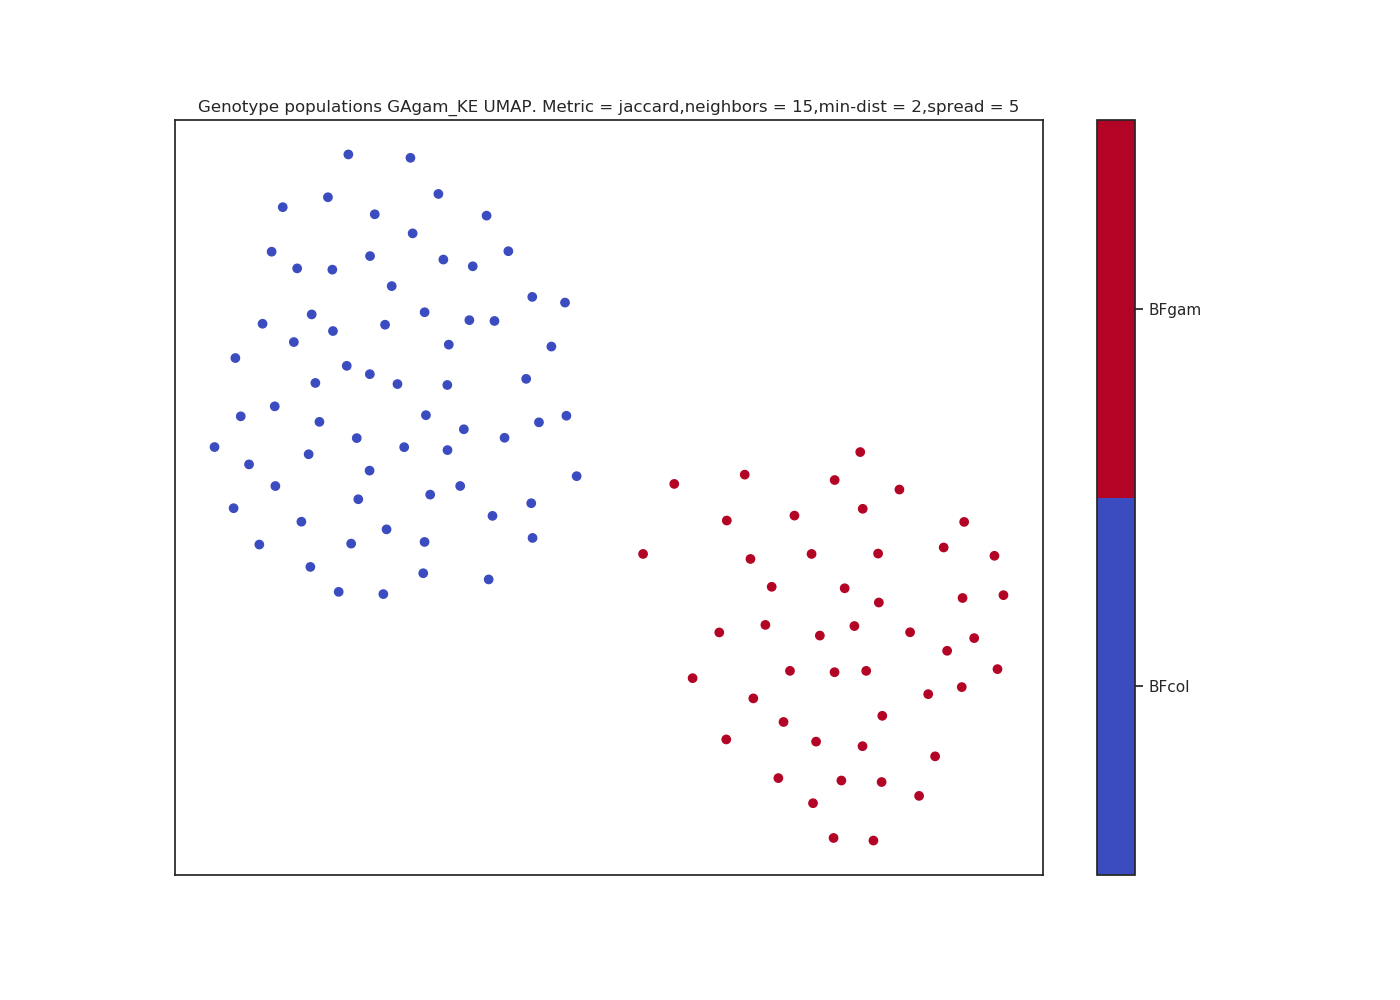 Genotype populations GAgam_KE UMAP. Metric = jaccard,neighbors = 15,min-dist = 2,spread = 5
BFgam
BFcol